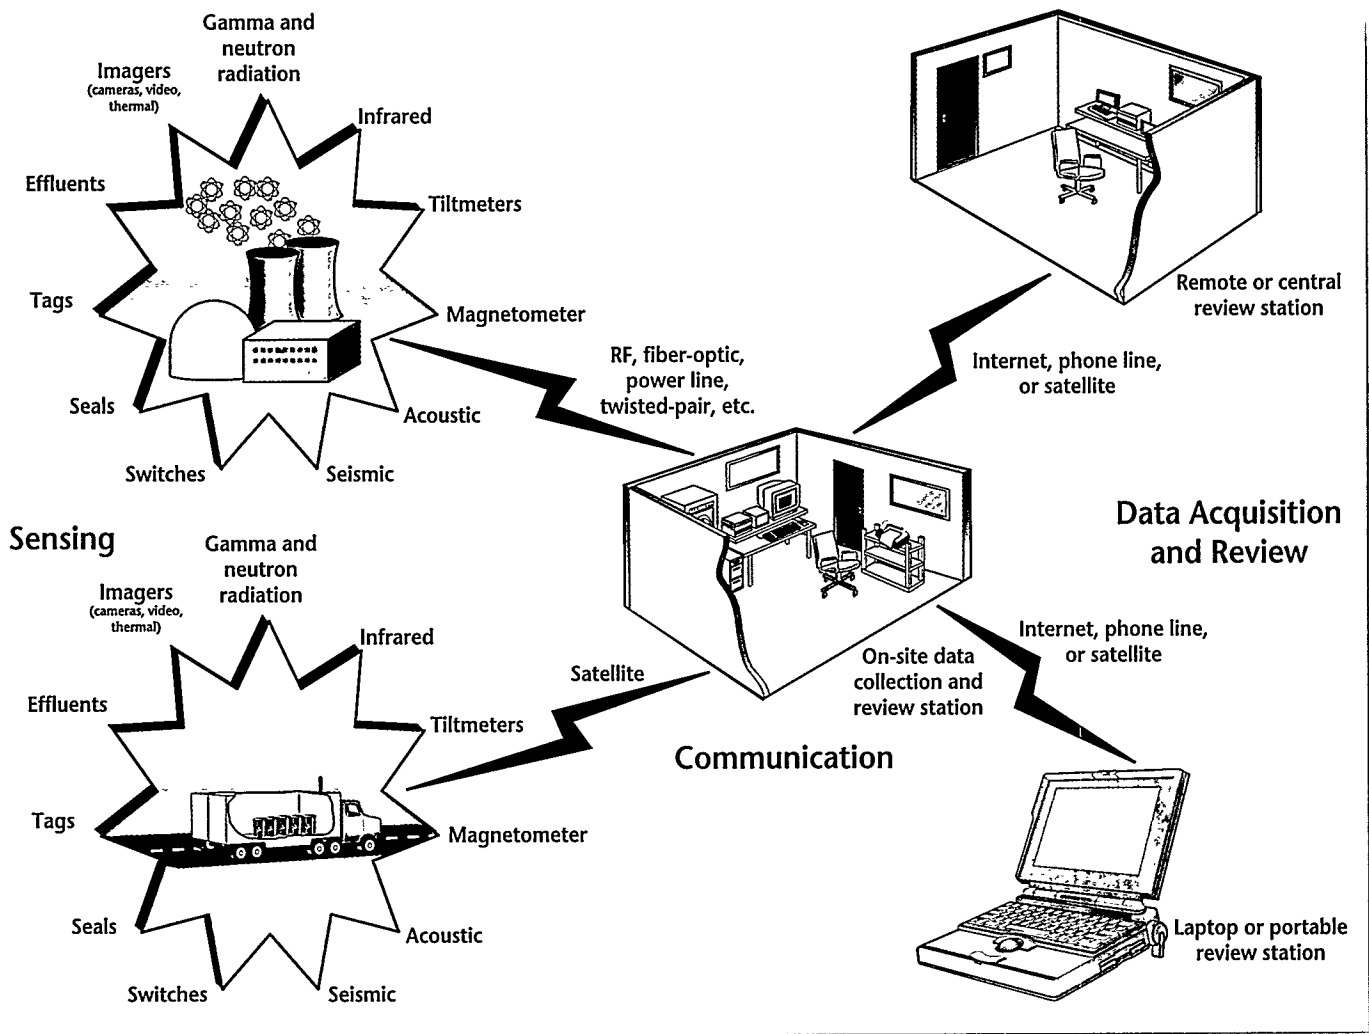 Gamma and
neutron
radiation
Imagers
(cameras, video,
thermal)
Infrared
Effluents
Tiltmeters
Tags
Magnetometer
Seals
Acoustic
Switches
Seismic
RF, fiber-optic,
power line,
twisted-pair, etc.
Remote or central
review station
Internet, phone line,
or satellite
Sensing
Data Acquisition
and Review
Gamma and
neutron
radiation
Imagers
(cameras, video,
thermal)
Infrared
Effluents
Tiltmeters
Tags
Magnetometer
Seals
Acoustic
Switches
Seismic
Satellite
On-site data
collection and
review station
Internet, phone line,
or satellite
Communication
Laptop or portable
review station